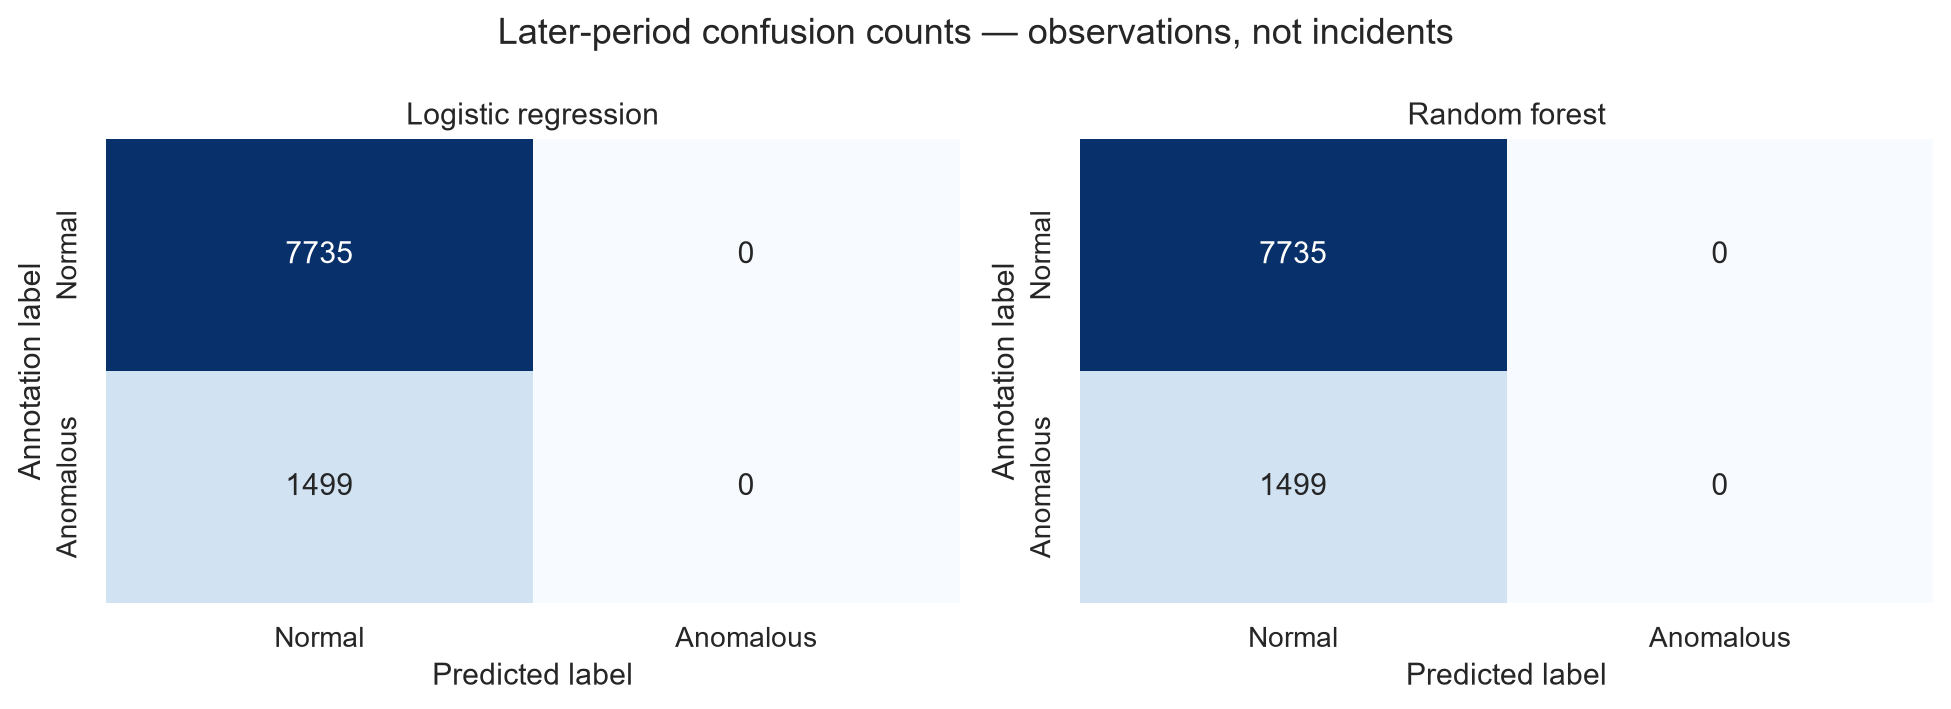 Later-period confusion counts — observations, not incidents
Logistic regression
Annotation label
Normal
Anomalous
7735
0
1499
0
Normal
Anomalous
Predicted label
Random forest
Annotation label
Normal
Anomalous
7735
0
1499
0
Normal
Anomalous
Predicted label